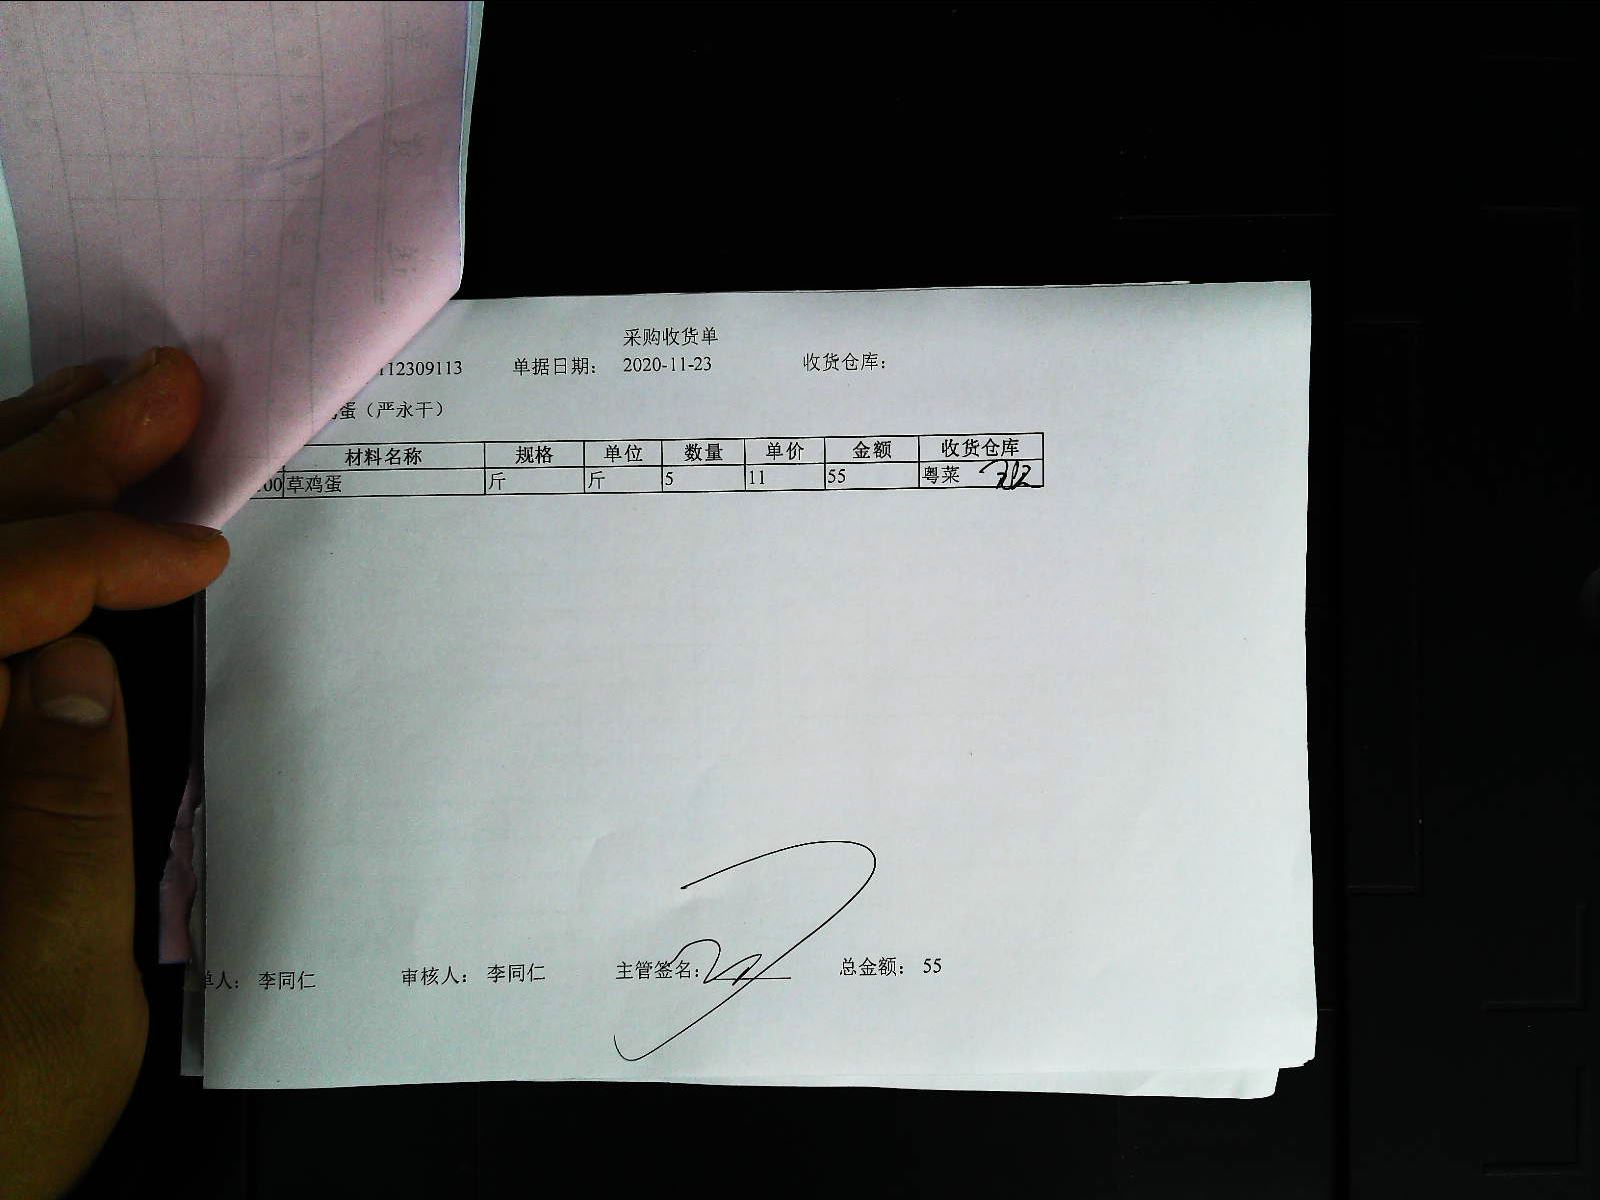 采购收货单
112309113 单据日期： 2020-11-23 收货仓库：
鸡蛋（严永干）
材料名称 规格 单位 数量 单价 金额 收货仓库
00 草鸡蛋 斤 斤 5 11 55 粤菜
单人： 李同仁 审核人： 李同仁 主管签名： 总金额： 55